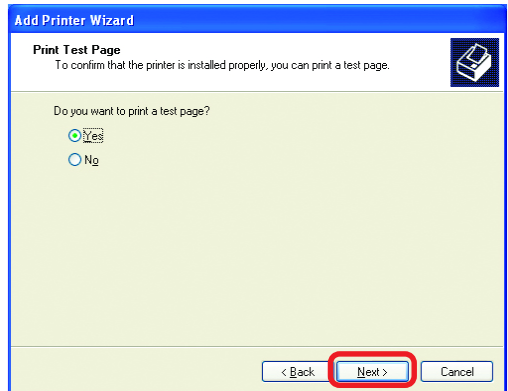 Add Printer Wizard
Print Test Page
To confirm that the printer is installed properly, you can print a test page.
Do you want to print a test page?
Yes
No
< Back
Next >
Cancel